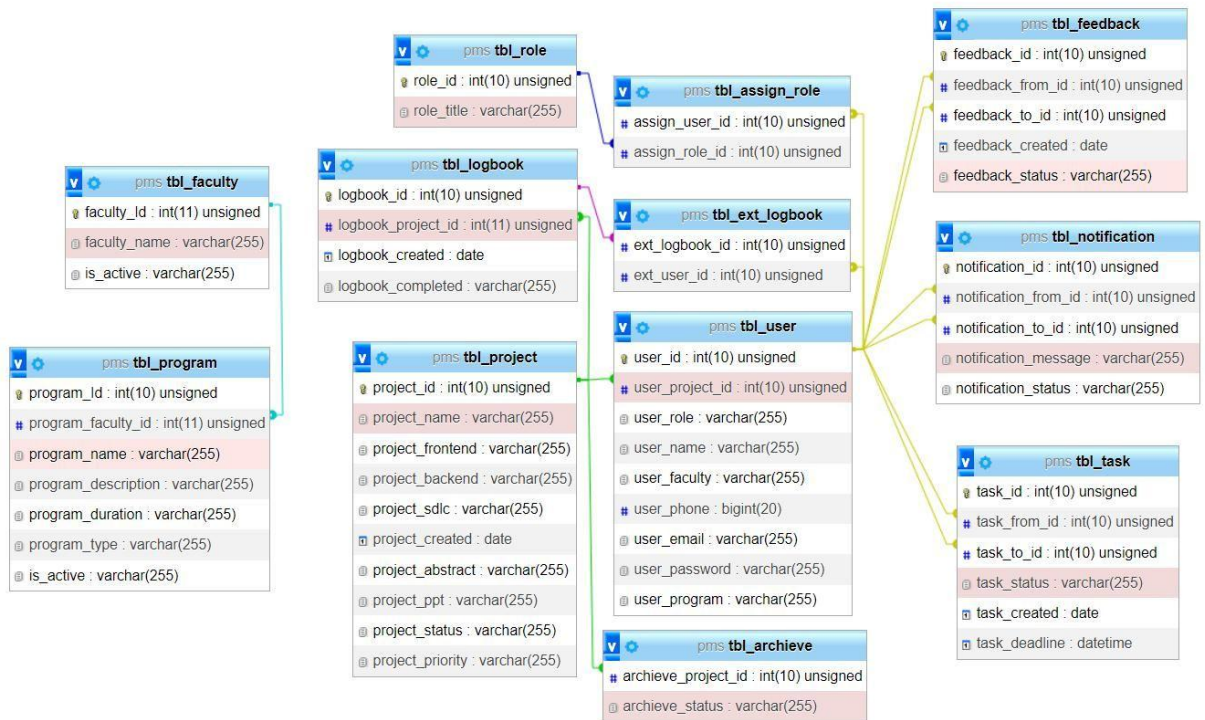 pms tbl_role
role_id : int(10) unsigned
role_title : varchar(255)
pms tbl_assign_role
assign_user_id : int(10) unsigned
assign_role_id : int(10) unsigned
pms tbl_feedback
feedback_id : int(10) unsigned
feedback_from_id : int(10) unsigned
feedback_to_id : int(10) unsigned
feedback_created : date
feedback_status : varchar(255)
pms tbl_faculty
faculty_Id : int(11) unsigned
faculty_name : varchar(255)
is_active : varchar(255)
pms tbl_logbook
logbook_id : int(10) unsigned
logbook_project_id : int(11) unsigned
logbook_created : date
logbook_completed : varchar(255)
pms tbl_ext_logbook
ext_logbook_id : int(10) unsigned
ext_user_id : int(10) unsigned
pms tbl_notification
notification_id : int(10) unsigned
notification_from_id : int(10) unsigned
notification_to_id : int(10) unsigned
notification_message : varchar(255)
notification_status : varchar(255)
pms tbl_program
program_Id : int(10) unsigned
program_faculty_id : int(11) unsigned
program_name : varchar(255)
program_description : varchar(255)
program_duration : varchar(255)
program_type : varchar(255)
is_active : varchar(255)
pms tbl_project
project_id : int(10) unsigned
project_name : varchar(255)
project_frontend : varchar(255)
project_backend : varchar(255)
project_sdlc : varchar(255)
project_created : date
project_abstract : varchar(255)
project_ppt : varchar(255)
project_status : varchar(255)
project_priority : varchar(255)
pms tbl_user
user_id : int(10) unsigned
user_project_id : int(10) unsigned
user_role : varchar(255)
user_name : varchar(255)
user_faculty : varchar(255)
user_phone : bigint(20)
user_email : varchar(255)
user_password : varchar(255)
user_program : varchar(255)
pms tbl_task
task_id : int(10) unsigned
task_from_id : int(10) unsigned
task_to_id : int(10) unsigned
task_status : varchar(255)
task_created : date
task_deadline : datetime
pms tbl_archieve
archieve_project_id : int(10) unsigned
archieve_status : varchar(255)